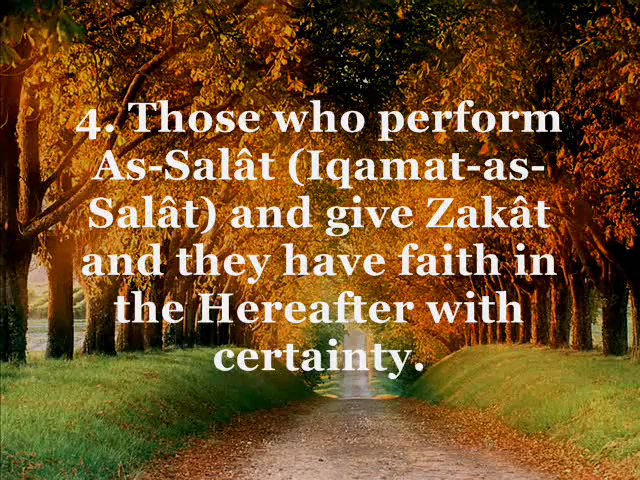 4. Those who perform
As-Salât (Iqamat-as-
Salât) and give Zakât
and they have faith in
the Hereafter with
certainty.